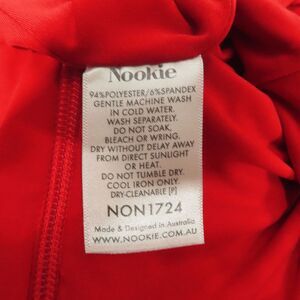 Nookie
94%POLYESTER/6%SPANDEX
GENTLE MACHINE WASH
IN COLD WATER.
WASH SEPARATELY.
DO NOT SOAK,
BLEACH OR WRING.
DRY WITHOUT DELAY AWAY
FROM DIRECT SUNLIGHT
OR HEAT.
DO NOT TUMBLE DRY.
COOL IRON ONLY.
DRY-CLEANABLE [P]
NON1724
Made & Designed in Australia
WWW.NOOKIE.COM.AU